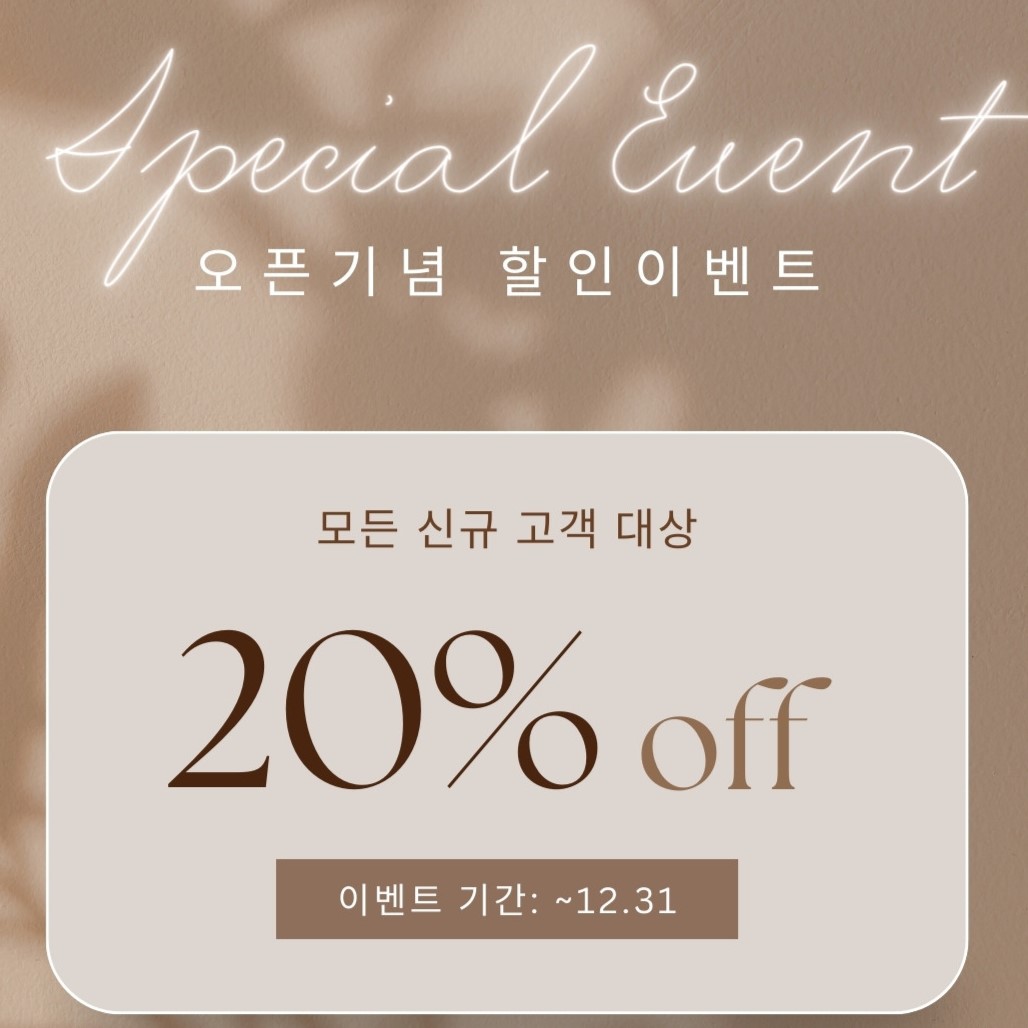 Special Event
오픈기념 할인이벤트
모든 신규 고객 대상
20% off
이벤트 기간: ~12.31